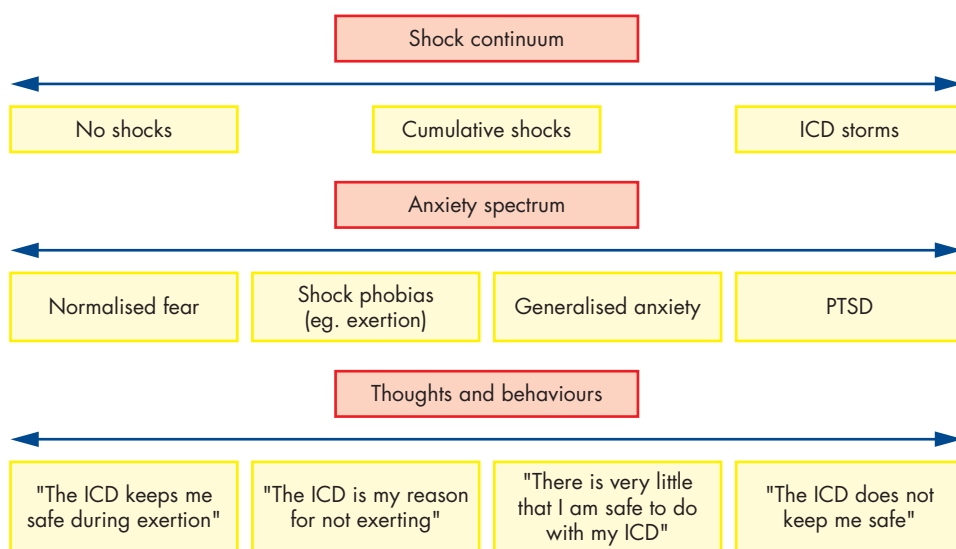 Shock continuum
No shocks
Cumulative shocks
ICD storms
Anxiety spectrum
Normalised fear
Shock phobias
(eg. exertion)
Generalised anxiety
PTSD
Thoughts and behaviours
"The ICD keeps me
safe during exertion"
"The ICD is my reason
for not exerting"
"There is very little
that I am safe to do
with my ICD"
"The ICD does not
keep me safe"